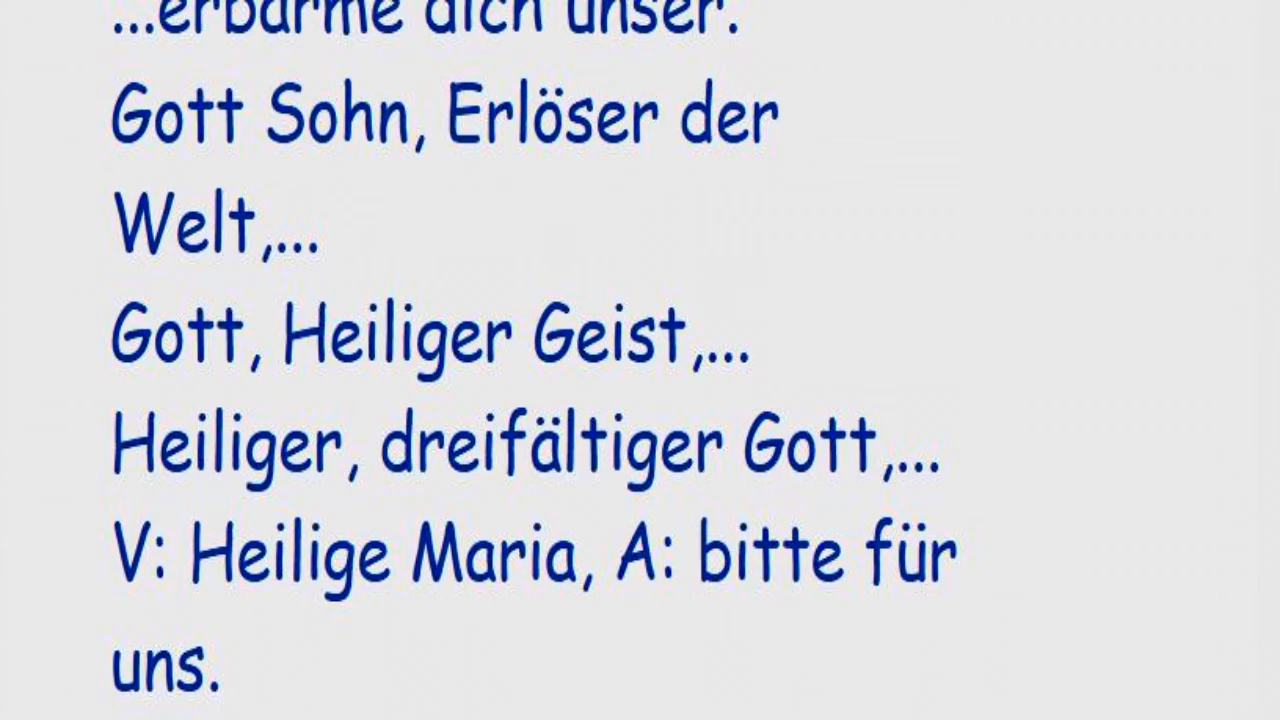 ...erbarme dich unser.
Gott Sohn, Erlöser der
Welt,...
Gott, Heiliger Geist,...
Heiliger, dreifältiger Gott,...
V: Heilige Maria, A: bitte für
uns.